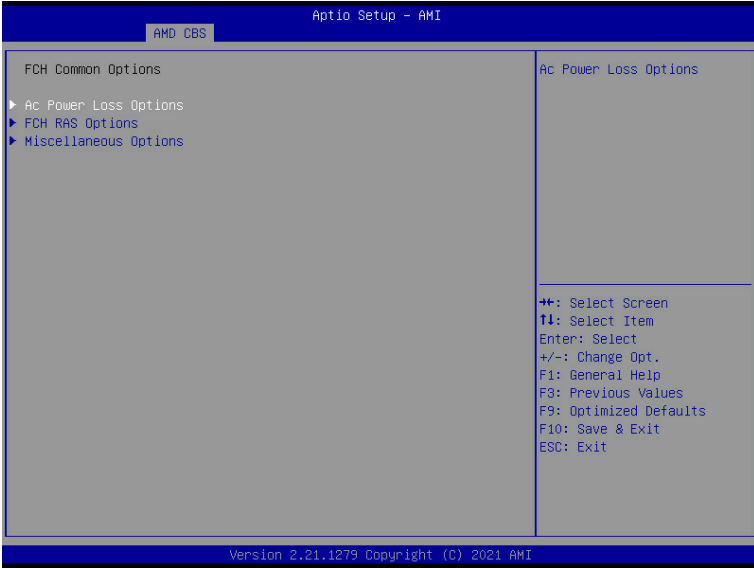 Aptio Setup – AMI
AMD CBS
FCH Common Options
Ac Power Loss Options
FCH RAS Options
Miscellaneous Options
Ac Power Loss Options
→←: Select Screen
↑↓: Select Item
Enter: Select
+/-: Change Opt.
F1: General Help
F3: Previous Values
F9: Optimized Defaults
F10: Save & Exit
ESC: Exit
Version 2.21.1279 Copyright (C) 2021 AMI